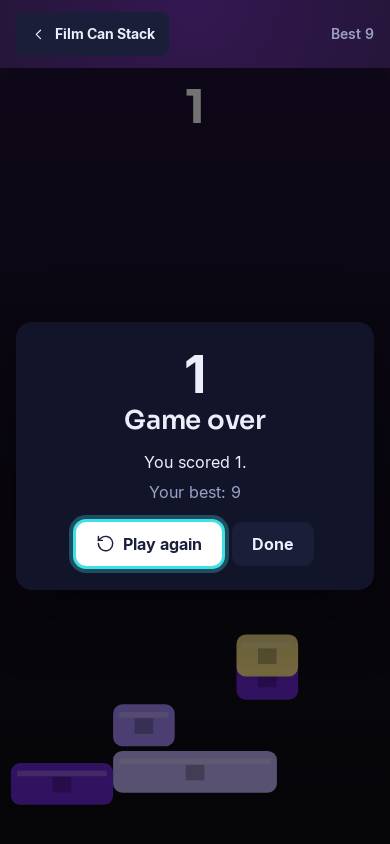 Film Can Stack
Best 9
1
1
Game over
You scored 1.
Your best: 9
Play again
Done